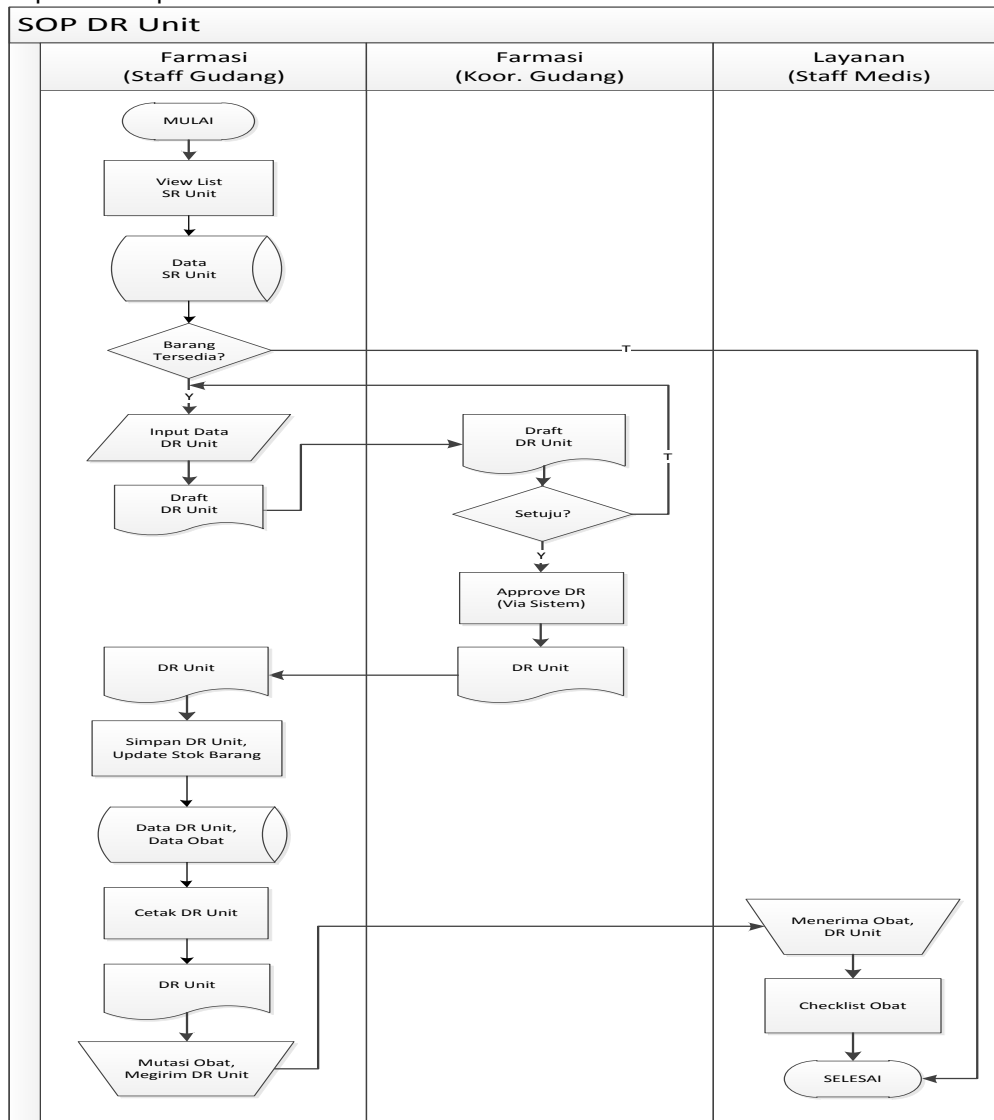 SOP DR Unit
Farmasi
(Staff Gudang)
Farmasi
(Koor. Gudang)
Layanan
(Staff Medis)
MULAI
View List
SR Unit
Data
SR Unit
Barang
Tersedia?
T
Y
Input Data
DR Unit
Draft
DR Unit
Draft
DR Unit
T
Setuju?
Y
Approve DR
(Via Sistem)
DR Unit
DR Unit
Simpan DR Unit,
Update Stok Barang
Data DR Unit,
Data Obat
Cetak DR Unit
DR Unit
Mutasi Obat,
Megirim DR Unit
Menerima Obat,
DR Unit
Checklist Obat
SELESAI